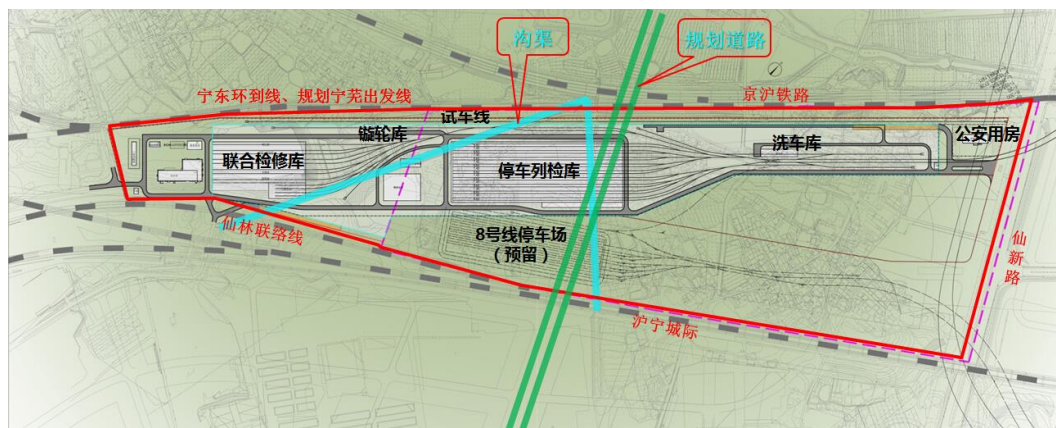 沟渠
规划道路
宁东环到线、规划宁芜出发线
京沪铁路
试车线
镟轮库
洗车库
公安用房
联合检修库
停车列检库
仙林联络线
8号线停车场
（预留）
仙新路
沪宁城际